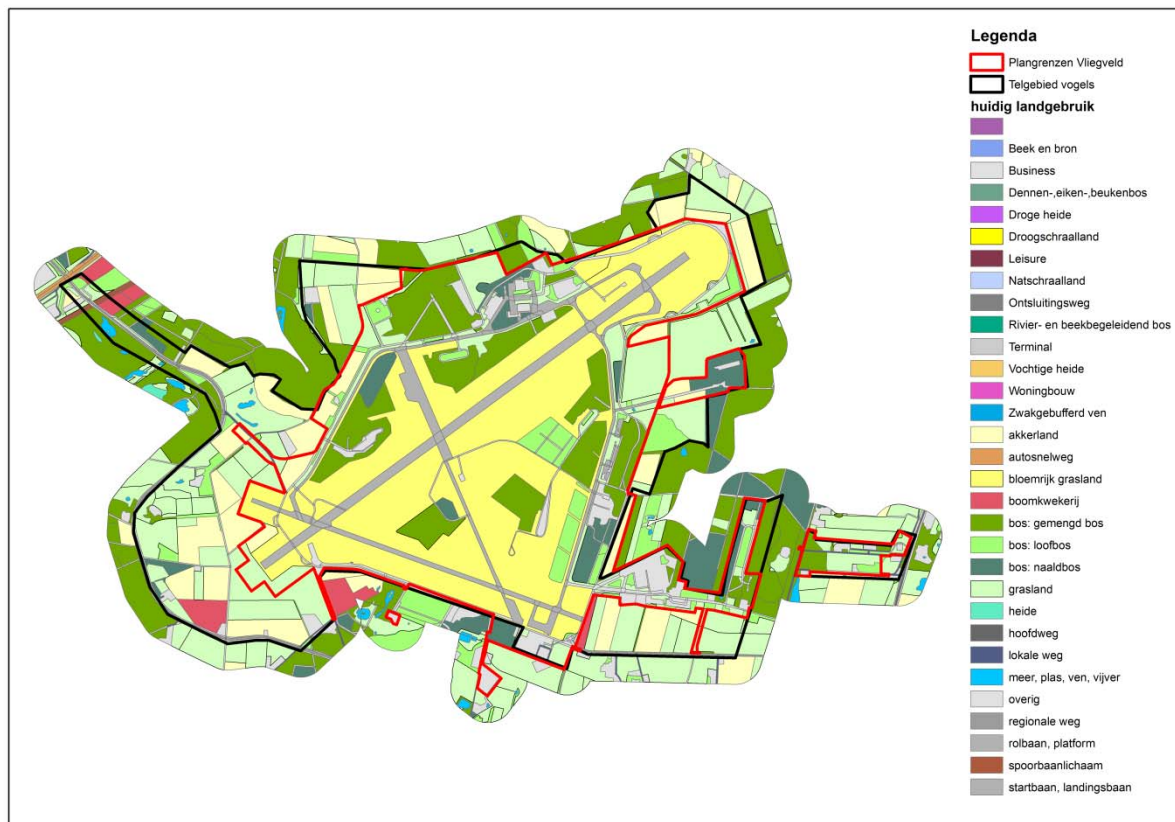 Legenda
Plangrenzen Vliegveld
Telgebied vogels
huidig landgebruik
Beek en bron
Business
Dennen-,eiken-,beukenbos
Droge heide
Droogschraalland
Leisure
Natschraalland
Ontsluitingsweg
Rivier- en beekbegeleidend bos
Terminal
Vochtige heide
Woningbouw
Zwakgebufferd ven
akkerland
autosnelweg
bloemrijk grasland
boomkwekerij
bos: gemengd bos
bos: loofbos
bos: naaldbos
grasland
heide
hoofdweg
lokale weg
meer, plas, ven, vijver
overig
regionale weg
rolbaan, platform
spoorbaanlichaam
startbaan, landingsbaan